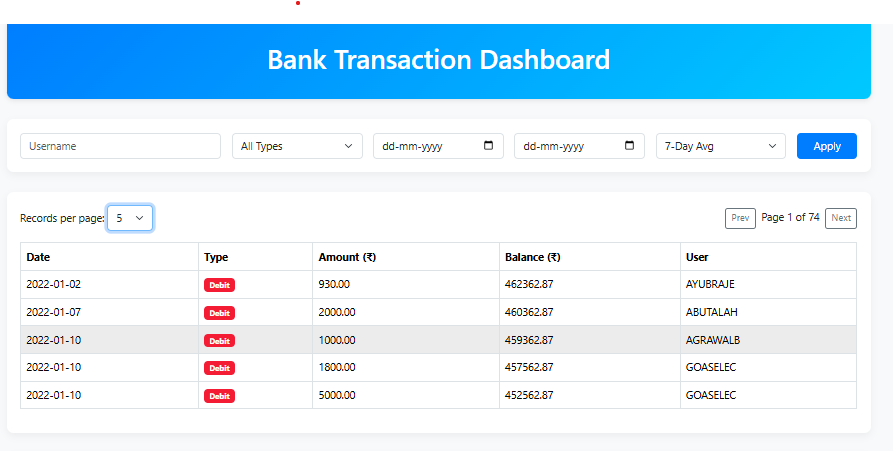 Bank Transaction Dashboard
Username All Types dd-mm-yyyy dd-mm-yyyy 7-Day Avg Apply
Records per page: 5 Prev Page 1 of 74 Next
Date Type Amount (₹) Balance (₹) User
2022-01-02 Debit 930.00 462362.87 AYUBRAJE
2022-01-07 Debit 2000.00 460362.87 ABUTALAH
2022-01-10 Debit 1000.00 459362.87 AGRAWALB
2022-01-10 Debit 1800.00 457562.87 GOASELEC
2022-01-10 Debit 5000.00 452562.87 GOASELEC